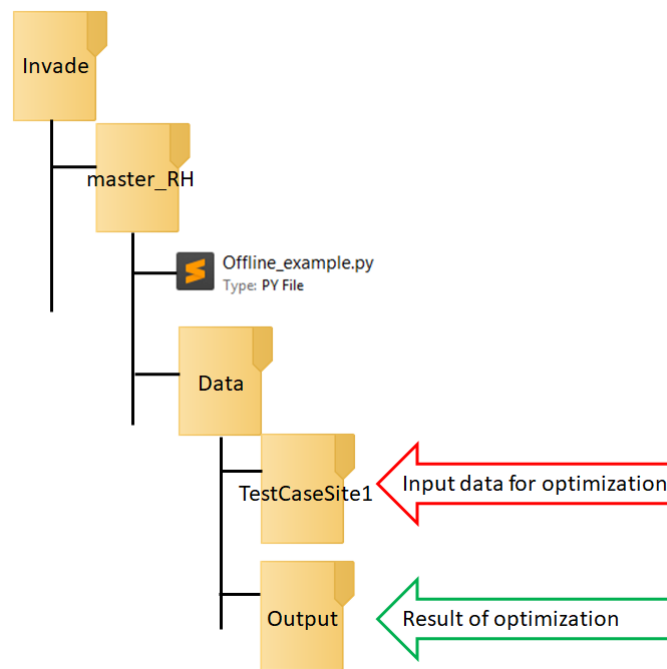 Invade
master_RH
Offline_example.py
Type: PY File
Data
TestCaseSite1
Input data for optimization
Output
Result of optimization